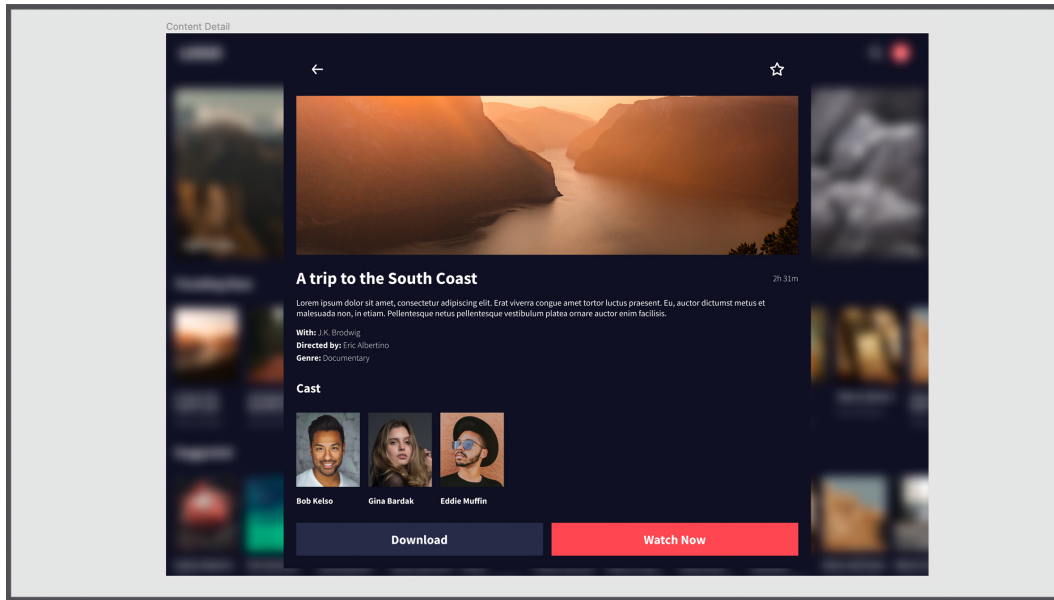 Content Detail
A trip to the South Coast
2h 31m
Lorem ipsum dolor sit amet, consectetur adipiscing elit. Erat viverra congue amet tortor luctus praesent. Eu, auctor dictumst metus et
malesuada non, in etiam. Pellentesque netus pellentesque vestibulum platea ornare auctor enim facilisis.
With: J.K. Brodwig
Directed by: Eric Albertino
Genre: Documentary
Cast
Bob Kelso
Gina Bardak
Eddie Muffin
Download
Watch Now